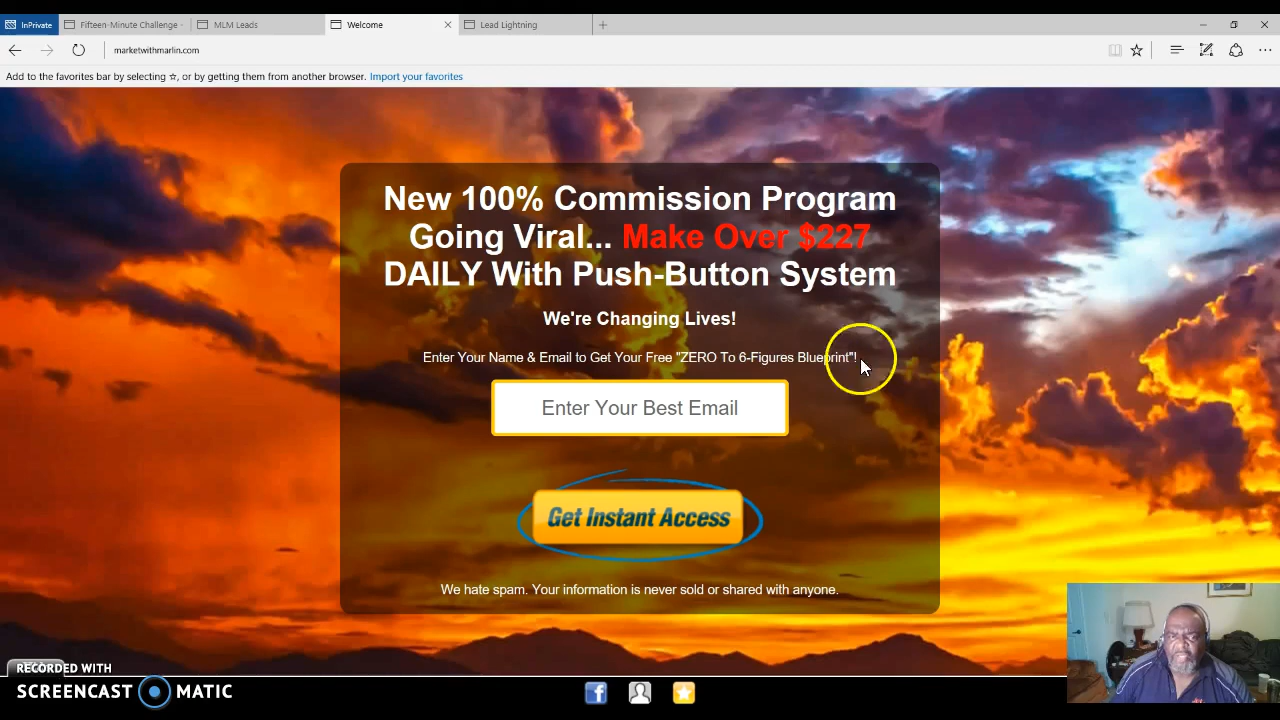 InPrivate
Fifteen-Minute Challenge -
MLM Leads
Welcome
Lead Lightning
marketwithmarlin.com
Add to the favorites bar by selecting ☆, or by getting them from another browser. Import your favorites
New 100% Commission Program
Going Viral... Make Over $227
DAILY With Push-Button System
We're Changing Lives!
Enter Your Name & Email to Get Your Free "ZERO To 6-Figures Blueprint"!
Enter Your Best Email
Get Instant Access
We hate spam. Your information is never sold or shared with anyone.
RECORDED WITH
SCREENCAST MATIC